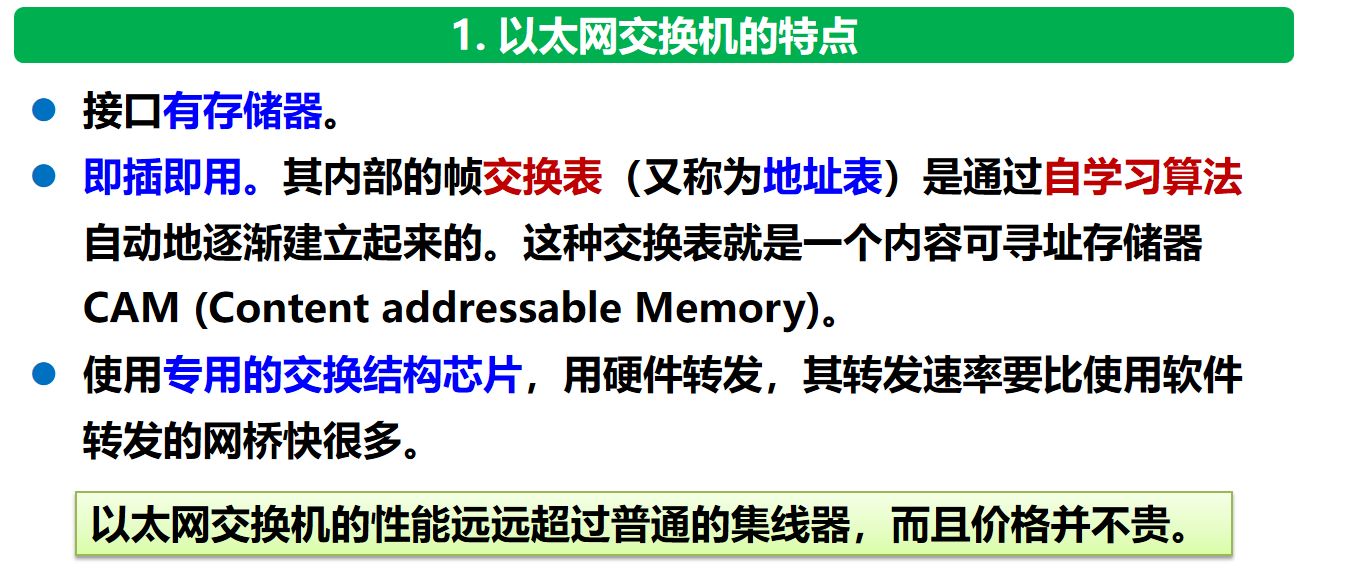 1. 以太网交换机的特点
接口有存储器。
即插即用。其内部的帧交换表（又称为地址表）是通过自学习算法
自动地逐渐建立起来的。这种交换表就是一个内容可寻址存储器
CAM (Content addressable Memory)。
使用专用的交换结构芯片，用硬件转发，其转发速率要比使用软件
转发的网桥快很多。
以太网交换机的性能远远超过普通的集线器，而且价格并不贵。